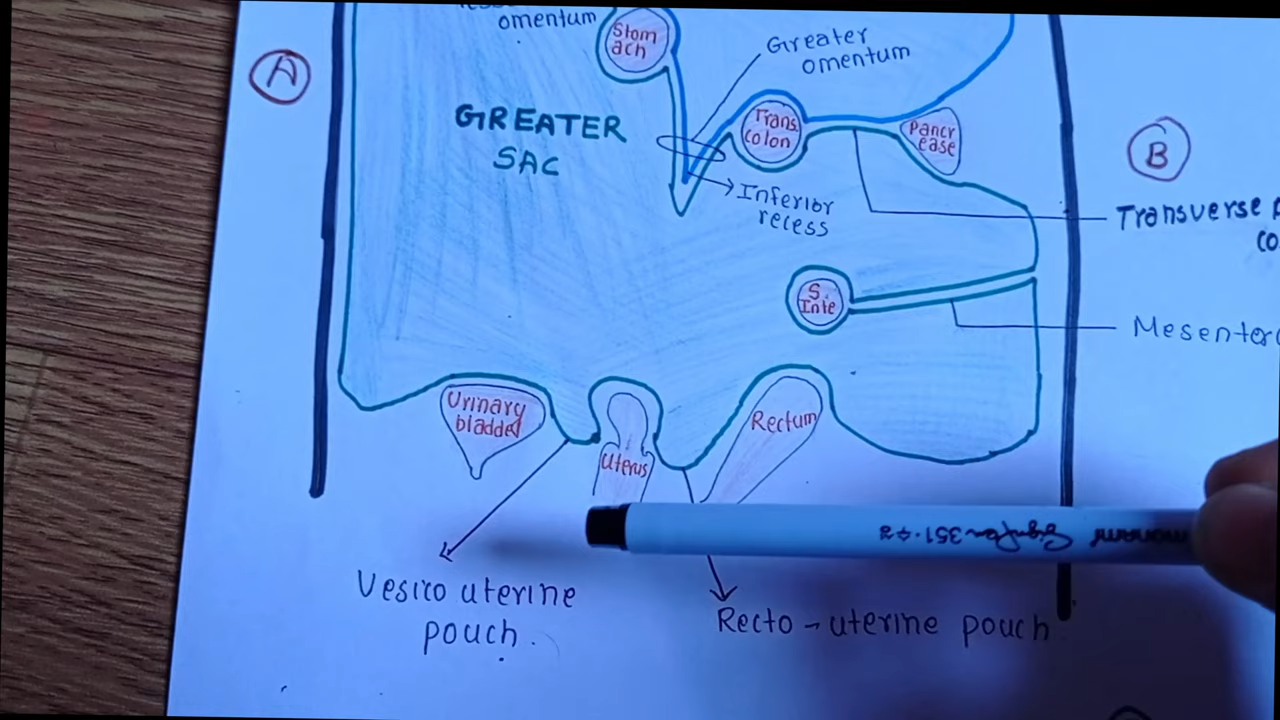 omentum
Stom
ach
Greater
omentum
A
GREATER
SAC
Trans.
colon
Pancr
ease
B
Inferior
recess
Transverse
S.
Inte
Urinary
bladder
Rectum
Uterus
Vesico uterine
pouch.
Recto - uterine pouch